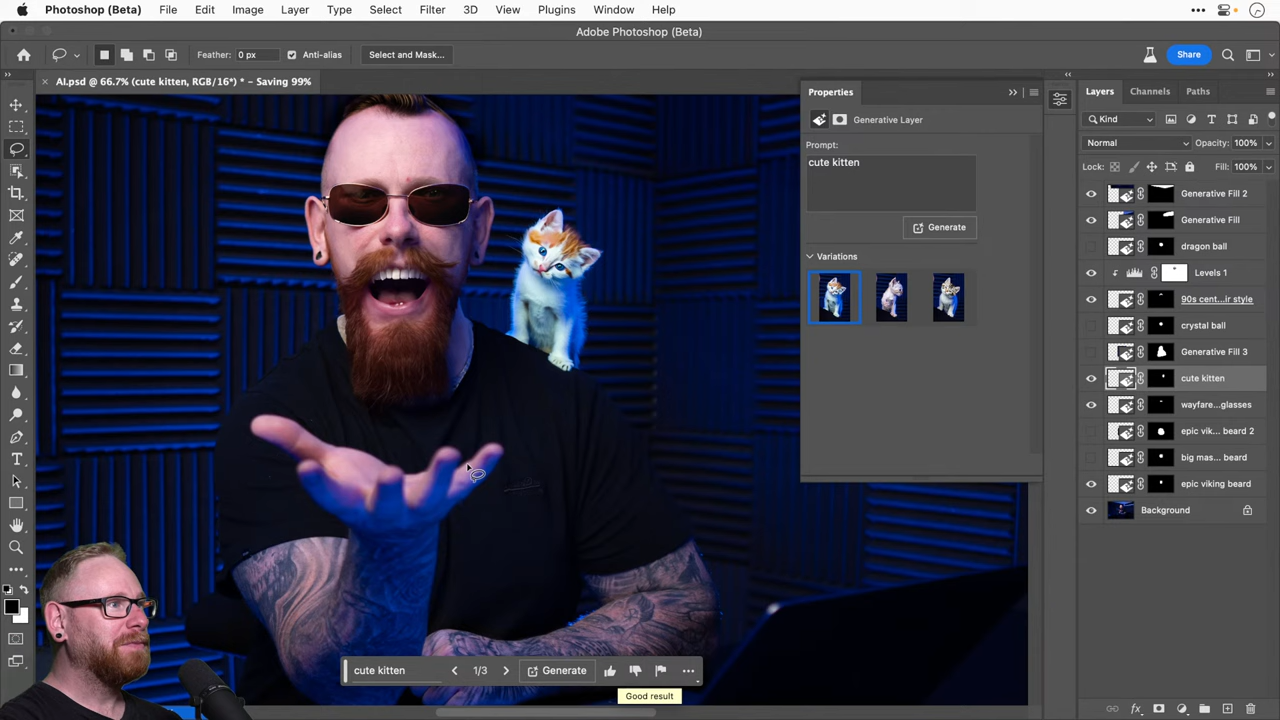 Photoshop (Beta) File Edit Image Layer Type Select Filter 3D View Plugins Window Help
Adobe Photoshop (Beta)
Feather: 0 px Anti-alias Select and Mask... Share
AI.psd @ 66.7% (cute kitten, RGB/16*) * – Saving 99%
Properties
Generative Layer
Prompt:
cute kitten
Generate
Variations
Layers Channels Paths
Kind
Normal Opacity: 100%
Lock: Fill: 100%
Generative Fill 2
Generative Fill
dragon ball
Levels 1
90s cent...ir style
crystal ball
Generative Fill 3
cute kitten
wayfare...glasses
epic vik... beard 2
big mas... beard
epic viking beard
Background
cute kitten 1/3 Generate
Good result